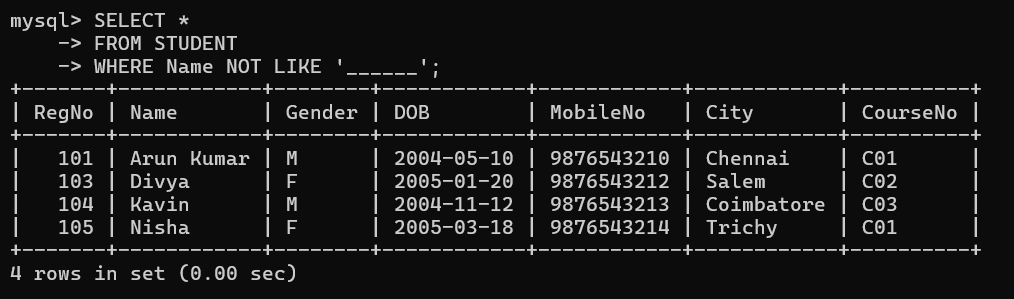 mysql> SELECT *
    -> FROM STUDENT
    -> WHERE Name NOT LIKE '______';
+-------+------------+--------+------------+------------+------------+----------+
| RegNo | Name       | Gender | DOB        | MobileNo   | City       | CourseNo |
+-------+------------+--------+------------+------------+------------+----------+
|   101 | Arun Kumar | M      | 2004-05-10 | 9876543210 | Chennai    | C01      |
|   103 | Divya      | F      | 2005-01-20 | 9876543212 | Salem      | C02      |
|   104 | Kavin      | M      | 2004-11-12 | 9876543213 | Coimbatore | C03      |
|   105 | Nisha      | F      | 2005-03-18 | 9876543214 | Trichy     | C01      |
+-------+------------+--------+------------+------------+------------+----------+
4 rows in set (0.00 sec)